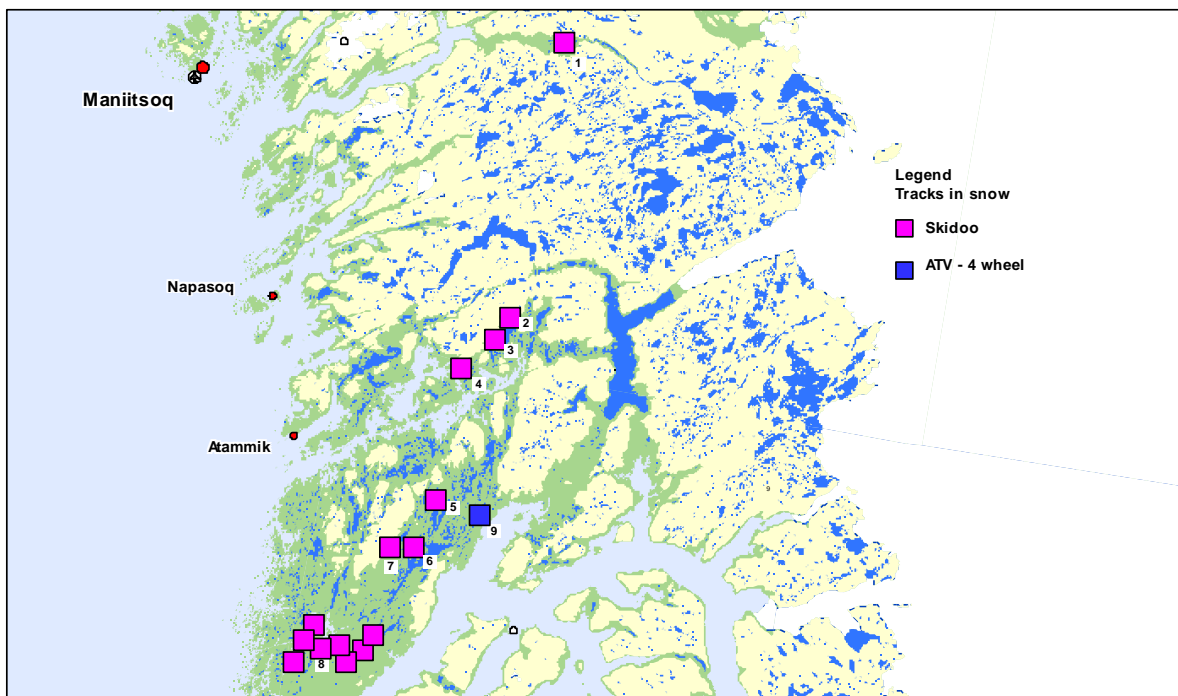 1
Maniitsoq
Legend
Tracks in snow
Skidoo
ATV - 4 wheel
Napasoq
2
3
4
Atammik
9
5
9
7
6
8